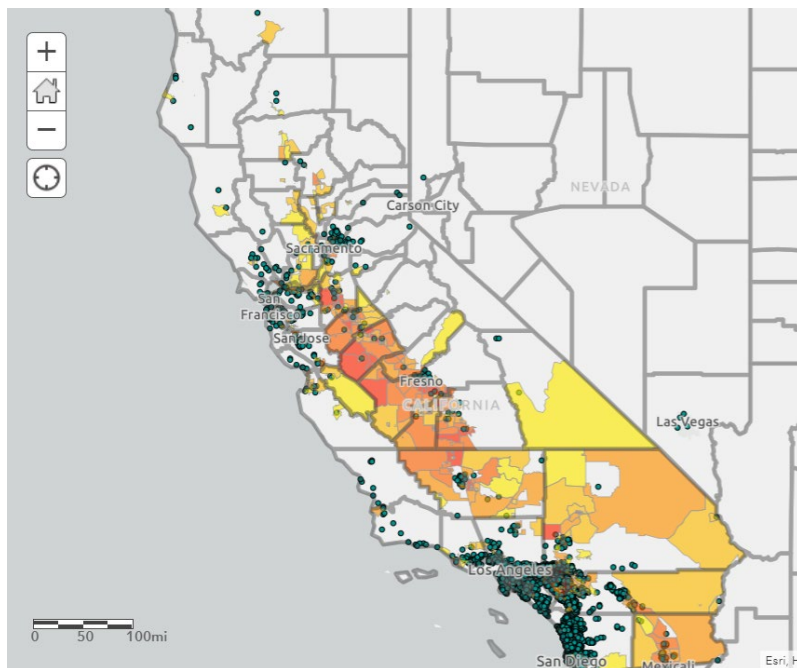 +
−
NEVADA
Carson City
Sacramento
San
Francisco
San Jose
Fresno
CALIFORNIA
Las Vegas
Los Angeles
San Diego
Mexicali
0 50 100mi
Esri, H